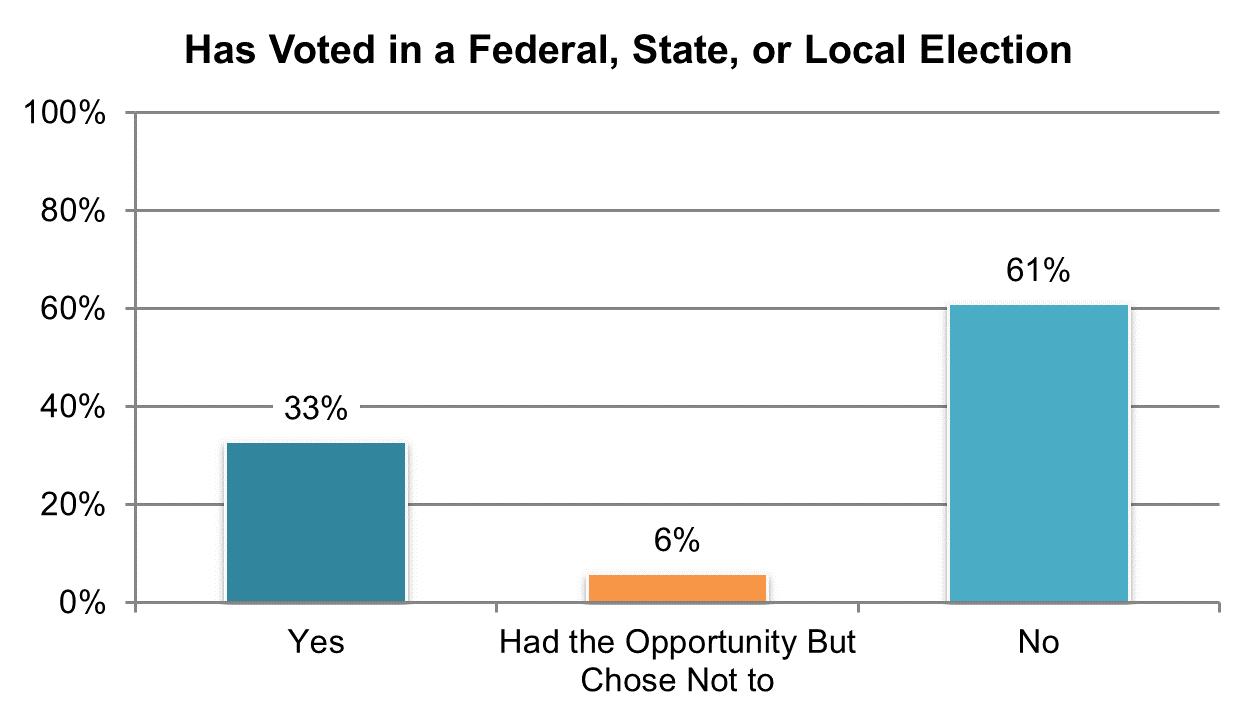 Has Voted in a Federal, State, or Local Election
100%
80%
60%
40%
20%
0%
33%
6%
61%
Yes
Had the Opportunity But
Chose Not to
No